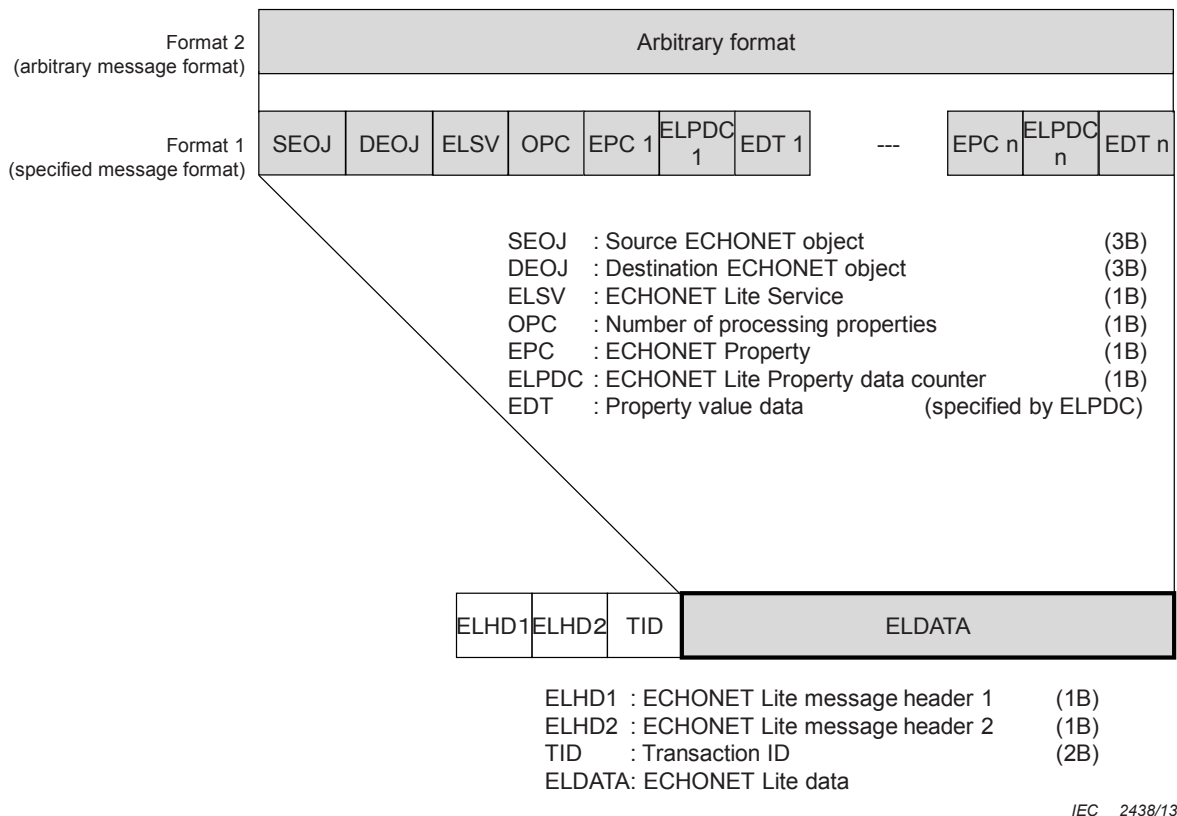 Format 2
(arbitrary message format)
Arbitrary format
Format 1
(specified message format)
SEOJ DEOJ ELSV OPC EPC 1 ELPDC 1 EDT 1 --- EPC n ELPDC n EDT n
SEOJ : Source ECHONET object (3B)
DEOJ : Destination ECHONET object (3B)
ELSV : ECHONET Lite Service (1B)
OPC : Number of processing properties (1B)
EPC : ECHONET Property (1B)
ELPDC : ECHONET Lite Property data counter (1B)
EDT : Property value data (specified by ELPDC)
ELHD1 ELHD2 TID ELDATA
ELHD1 : ECHONET Lite message header 1 (1B)
ELHD2 : ECHONET Lite message header 2 (1B)
TID : Transaction ID (2B)
ELDATA: ECHONET Lite data
IEC 2438/13